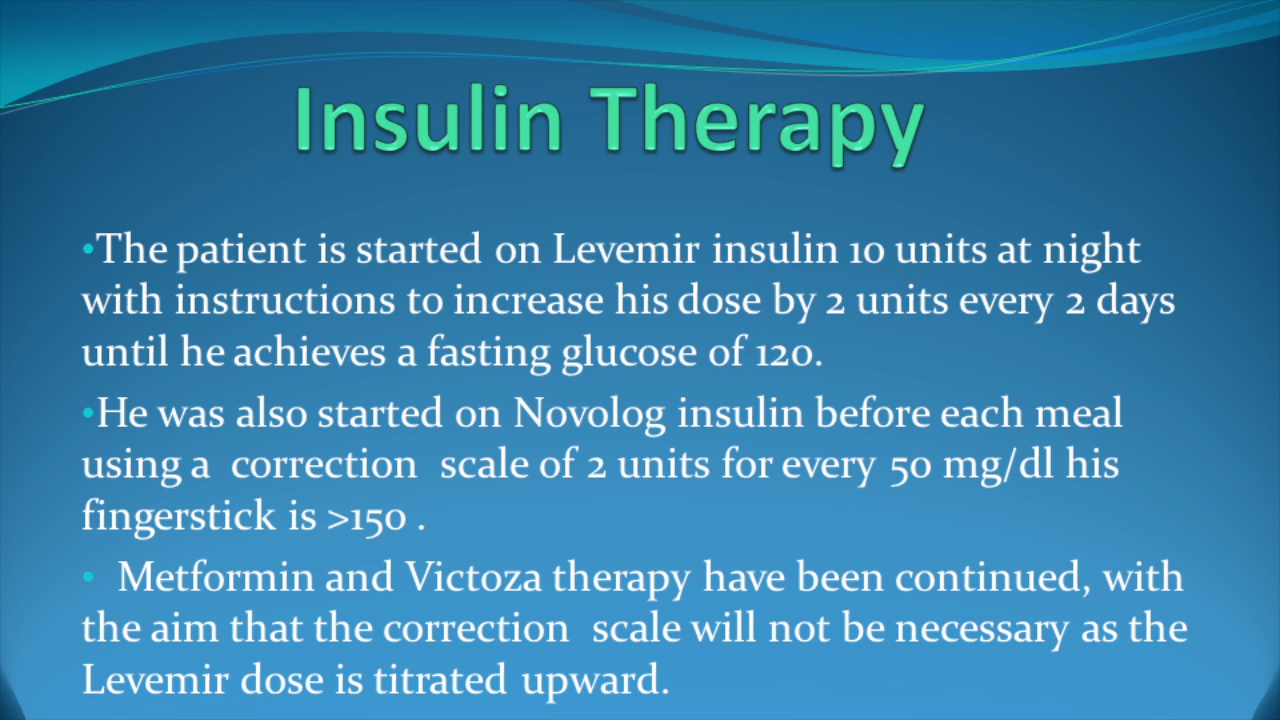 Insulin Therapy
•The patient is started on Levemir insulin 10 units at night
with instructions to increase his dose by 2 units every 2 days
until he achieves a fasting glucose of 120.
•He was also started on Novolog insulin before each meal
using a correction scale of 2 units for every 50 mg/dl his
fingerstick is >150 .
• Metformin and Victoza therapy have been continued, with
the aim that the correction scale will not be necessary as the
Levemir dose is titrated upward.